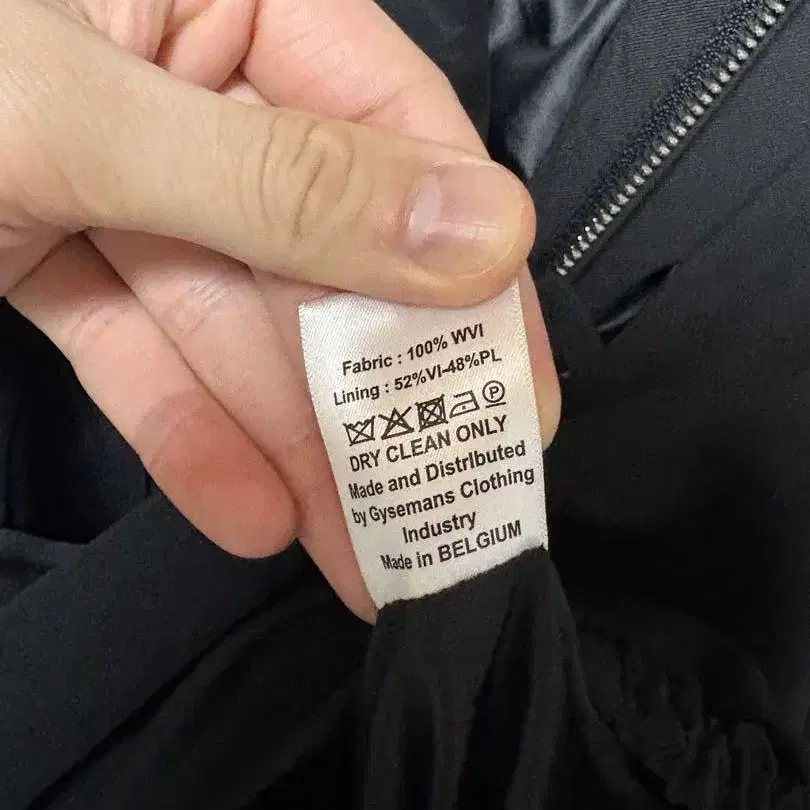 Fabric : 100% WVI
Lining : 52%VI-48%PL
P
DRY CLEAN ONLY
Made and Distributed
by Gysemans Clothing
Industry
Made in BELGIUM